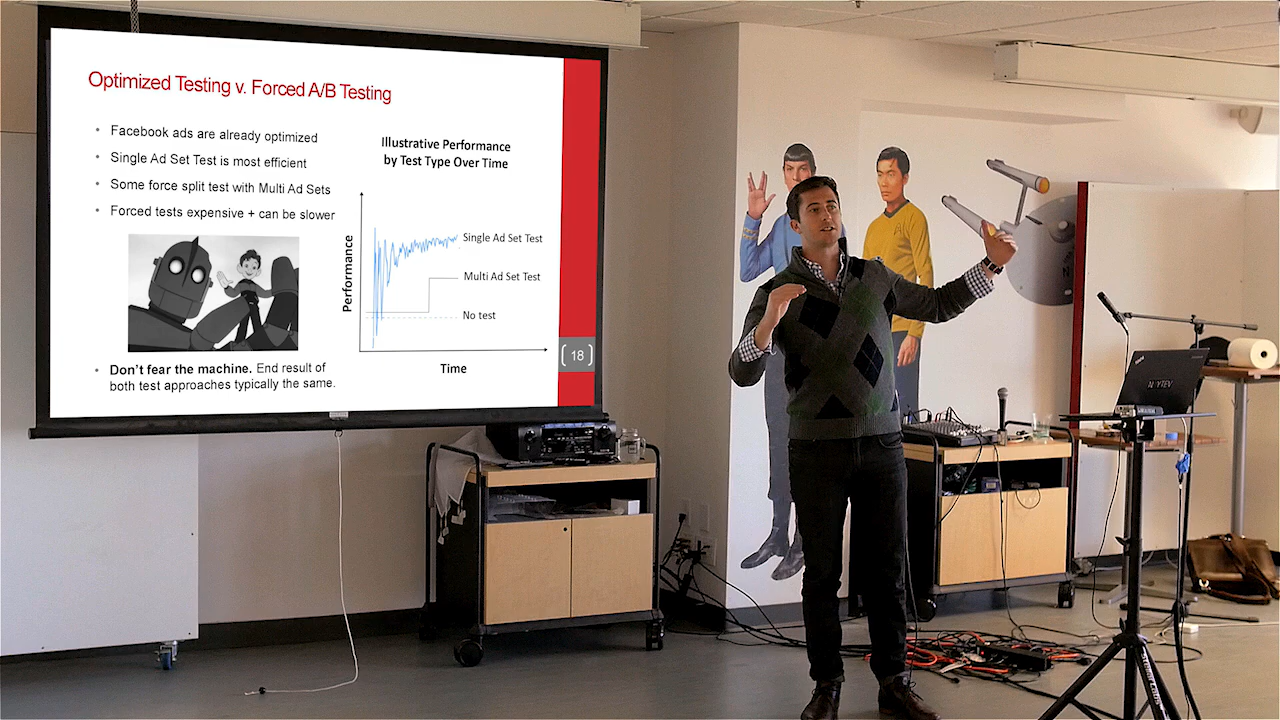 Optimized Testing v. Forced A/B Testing
• Facebook ads are already optimized
• Single Ad Set Test is most efficient
• Some force split test with Multi Ad Sets
• Forced tests expensive + can be slower
Illustrative Performance
by Test Type Over Time
Performance
Single Ad Set Test
Multi Ad Set Test
No test
Time
• Don't fear the machine. End result of
both test approaches typically the same.
18